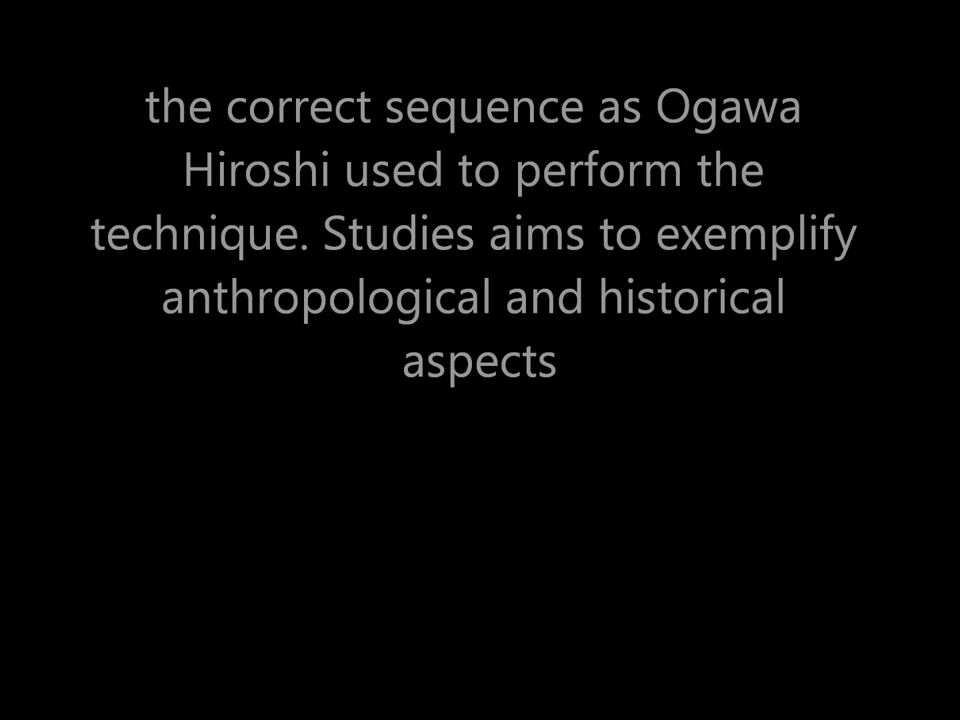 the correct sequence as Ogawa
Hiroshi used to perform the
technique. Studies aims to exemplify
anthropological and historical
aspects